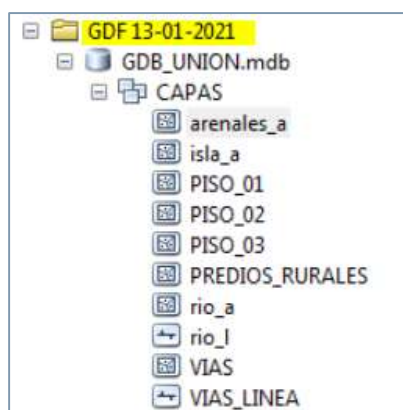 GDF 13-01-2021
GDB_UNION.mdb
CAPAS
arenales_a
isla_a
PISO_01
PISO_02
PISO_03
PREDIOS_RURALES
rio_a
rio_l
VIAS
VIAS_LINEA